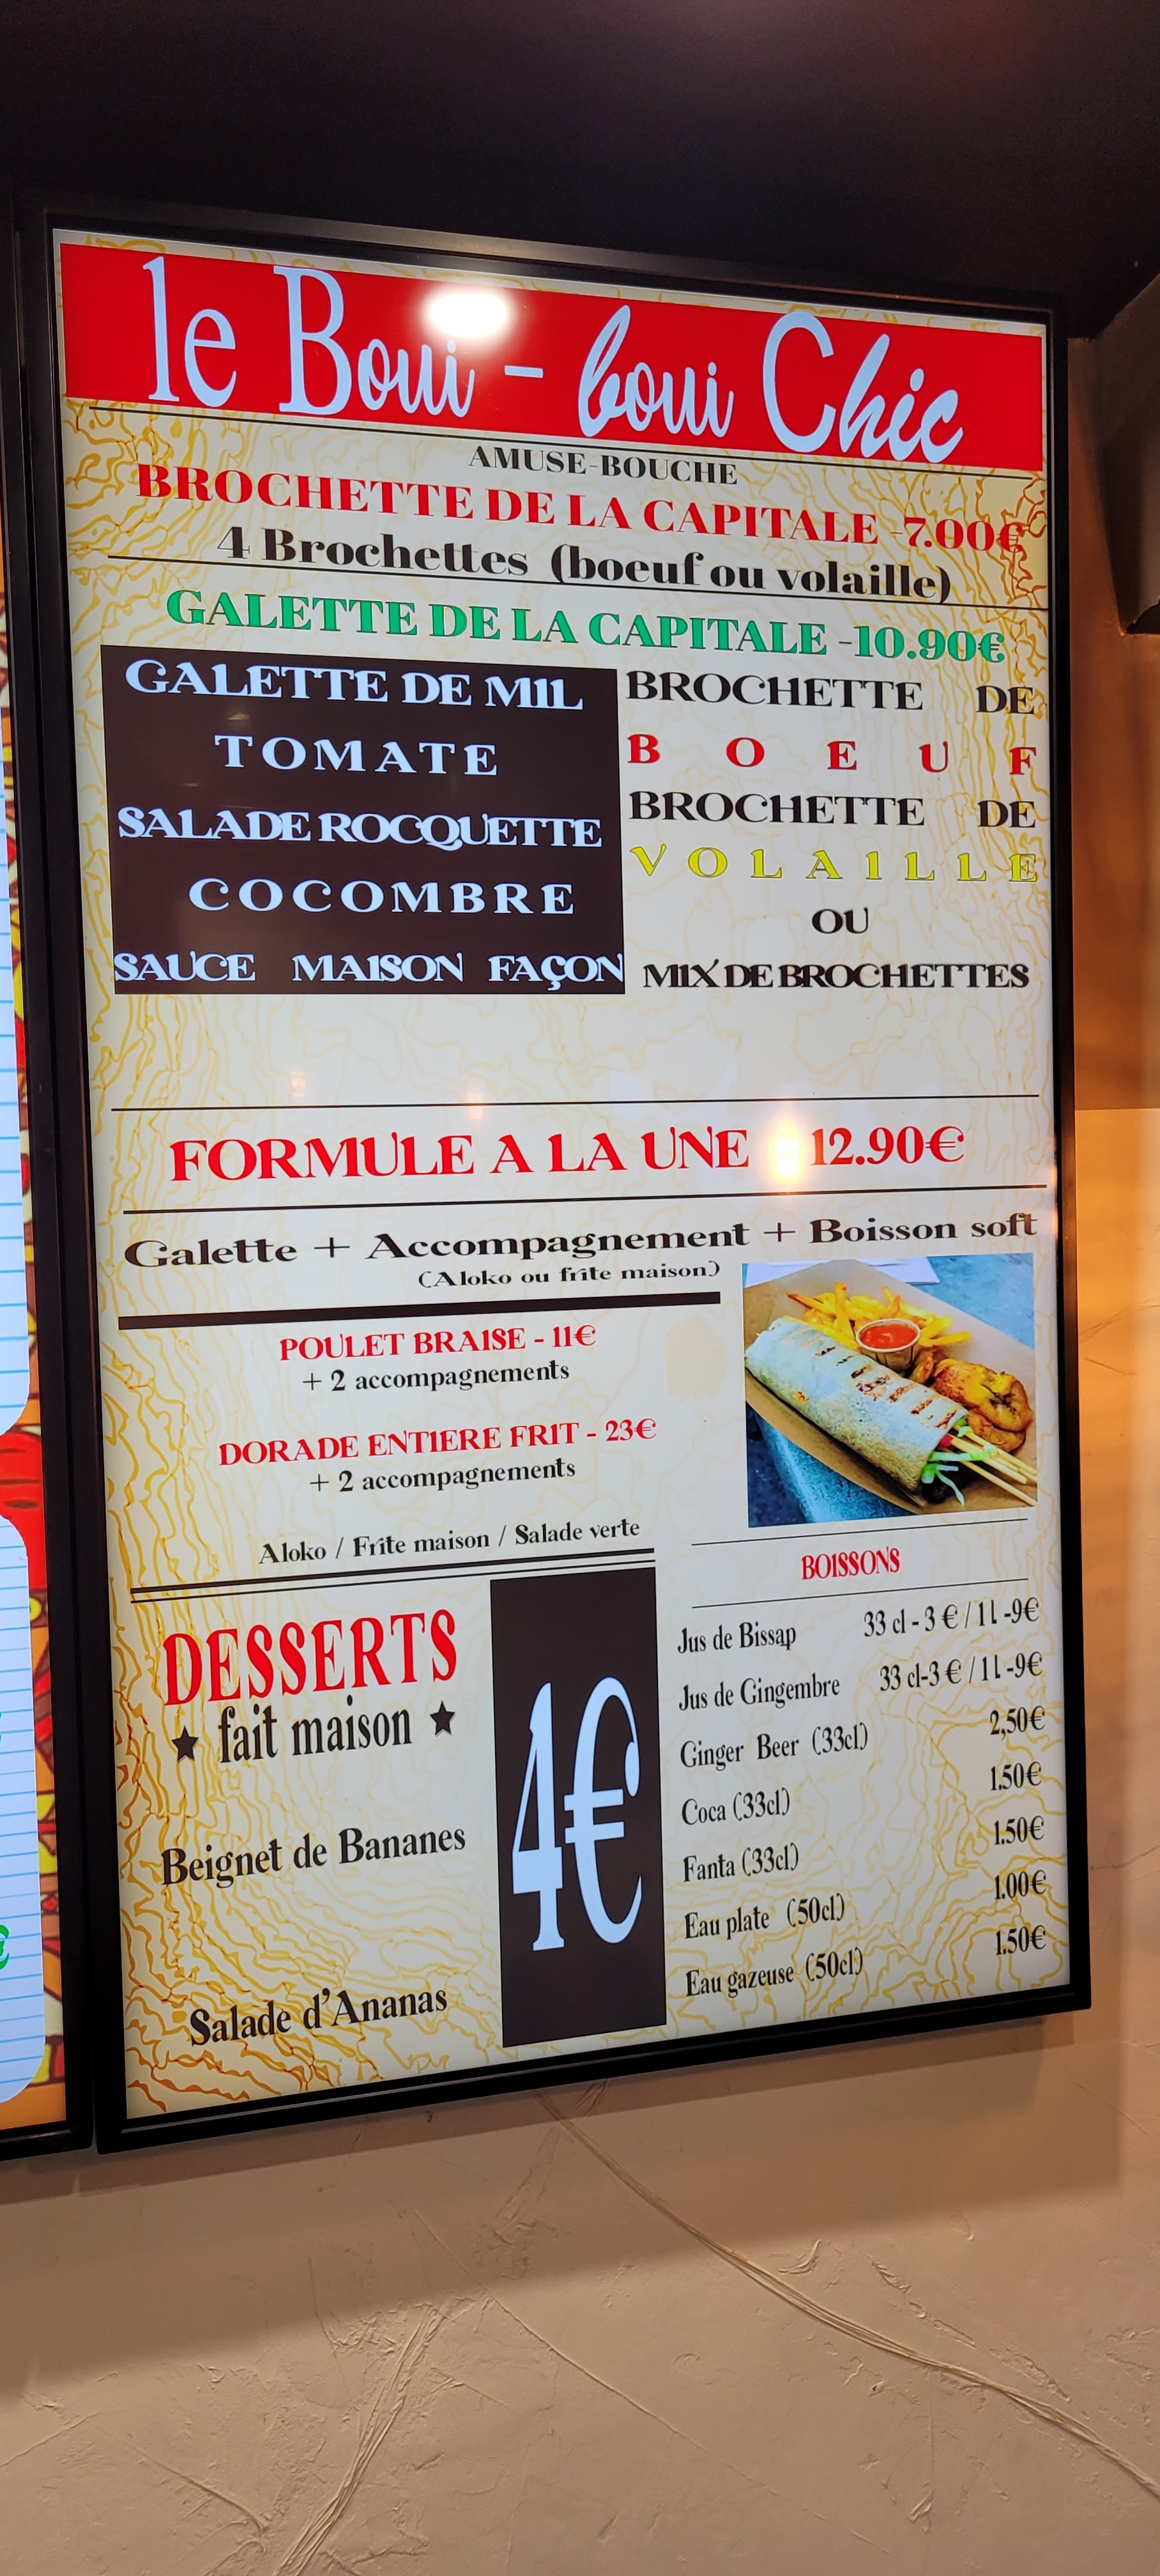 le Boui - boui Chic
AMUSE-BOUCHE
BROCHETTE DE LA CAPITALE -7.00€
4 Brochettes (boeuf ou volaille)
GALETTE DE LA CAPITALE -10.90€
GALETTE DE MIL
TOMATE
SALADE ROCQUETTE
COCOMBRE
SAUCE MAISON FAÇON
BROCHETTE DE
BOEUF
BROCHETTE DE
VOLAILLE
OU
MIX DE BROCHETTES
FORMULE A LA UNE - 12.90€
Galette + Accompagnement + Boisson soft
(Aloko ou frite maison)
POULET BRAISE - 11€
+ 2 accompagnements
DORADE ENTIERE FRIT - 23€
+ 2 accompagnements
Aloko / Frite maison / Salade verte
DESSERTS
★ fait maison ★
Beignet de Bananes
Salade d'Ananas
4€
BOISSONS
Jus de Bissap 33 cl - 3 € / 1L -9€
Jus de Gingembre 33 cl-3 € / 1L -9€
Ginger Beer (33cl) 2,50€
Coca (33cl) 1.50€
Fanta (33cl) 1.50€
Eau plate (50cl) 1.00€
Eau gazeuse (50cl) 1.50€
€